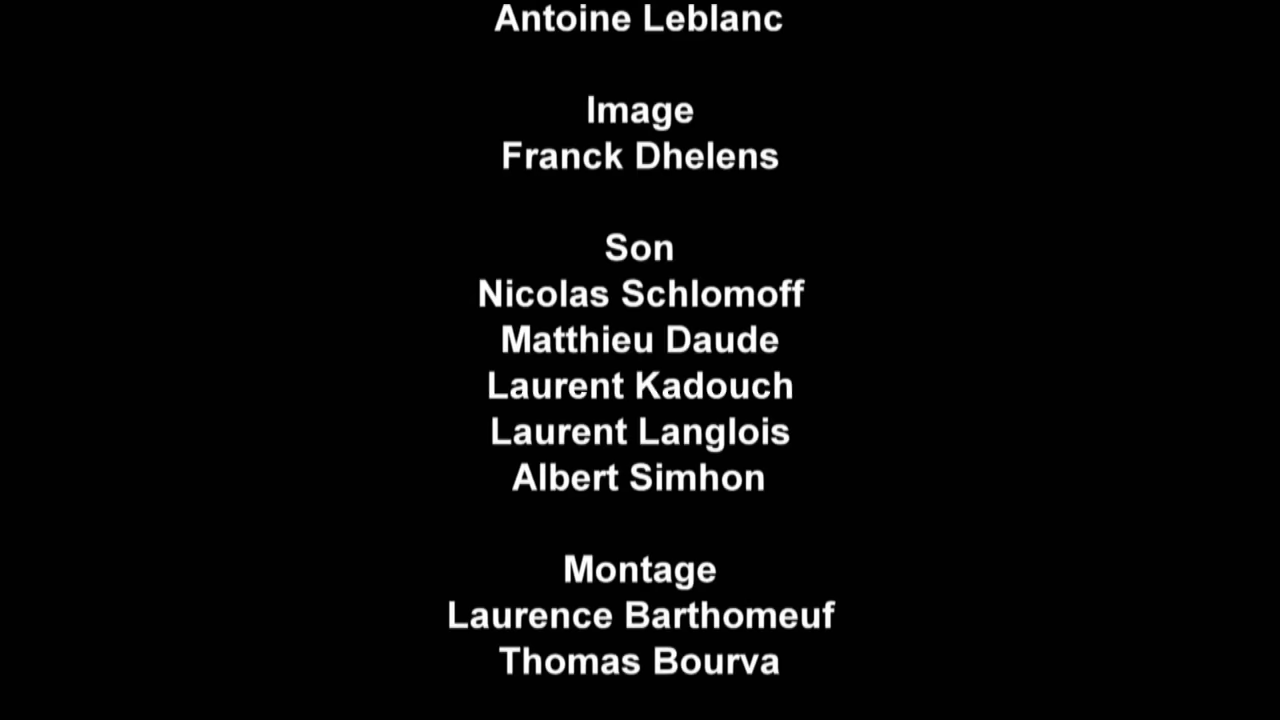 Antoine Leblanc
Image
Franck Dhelens
Son
Nicolas Schlomoff
Matthieu Daude
Laurent Kadouch
Laurent Langlois
Albert Simhon
Montage
Laurence Barthomeuf
Thomas Bourva